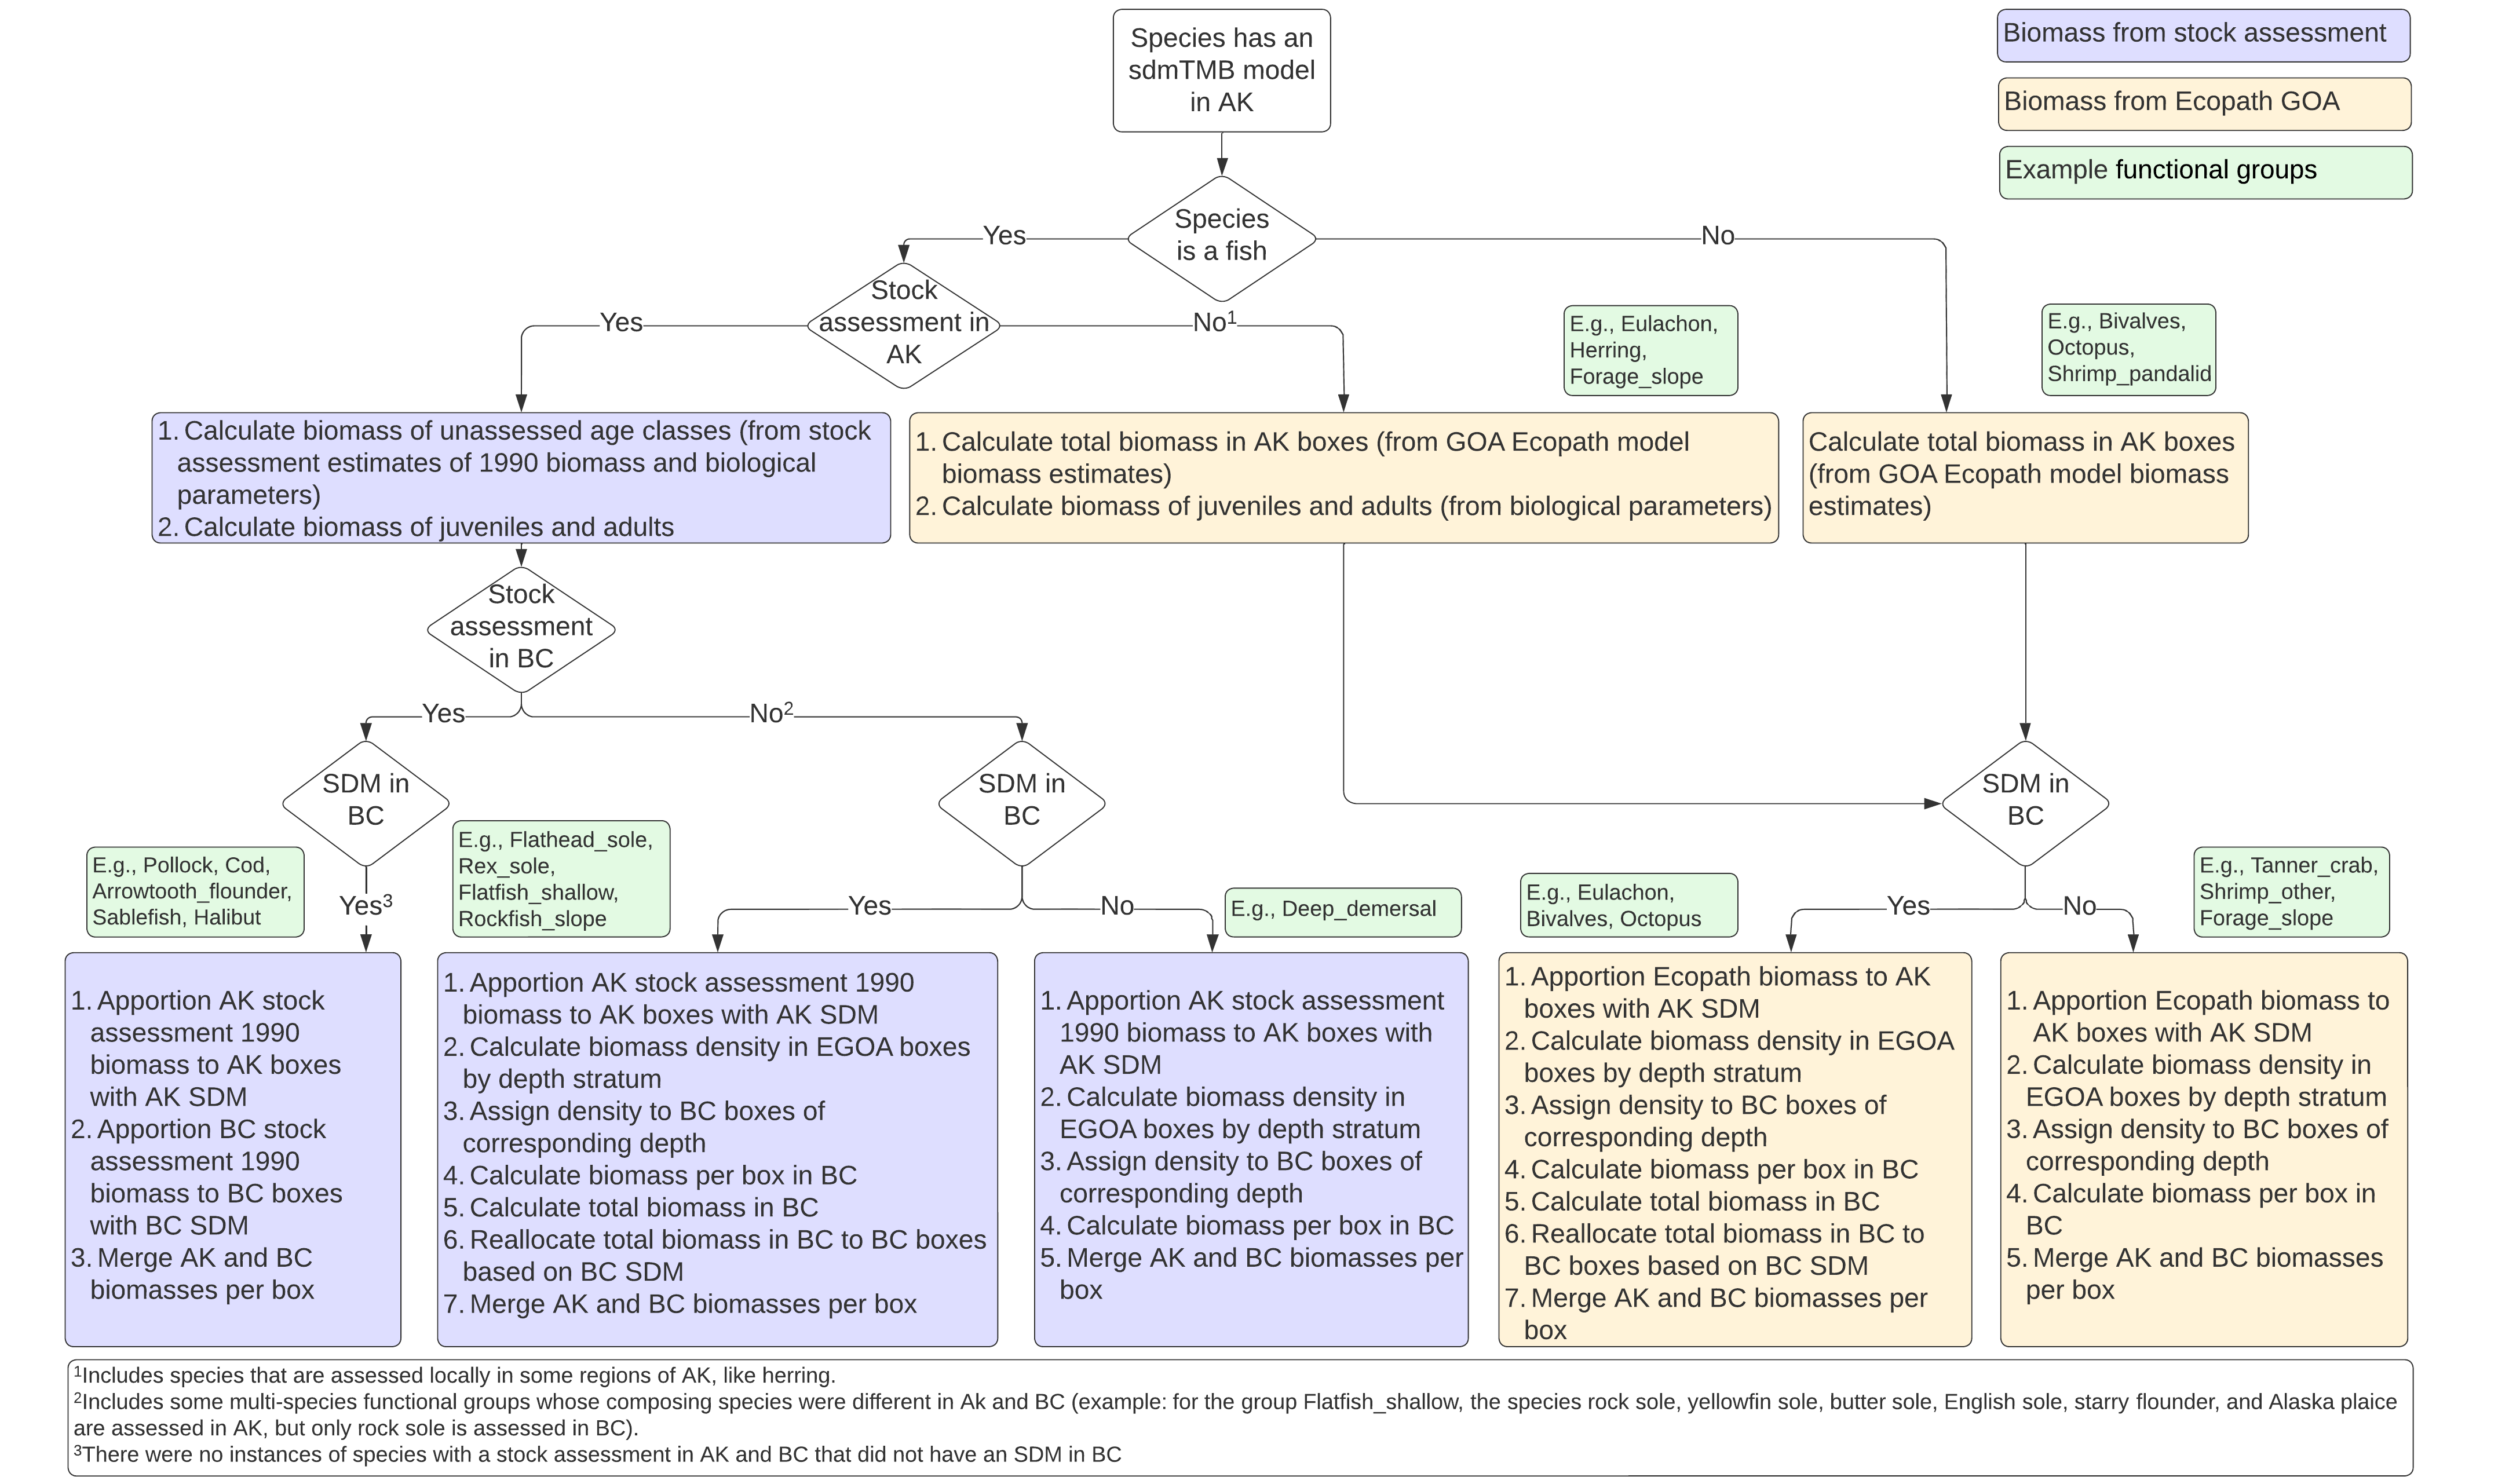 Species has an
sdmTMB model
in AK
Biomass from stock assessment
Biomass from Ecopath GOA
Example functional groups
Species
is a fish
Yes
No
Stock
assessment in
AK
Yes
No¹
E.g., Eulachon,
Herring,
Forage_slope
E.g., Bivalves,
Octopus,
Shrimp_pandalid
1. Calculate biomass of unassessed age classes (from stock
assessment estimates of 1990 biomass and biological
parameters)
2. Calculate biomass of juveniles and adults
1. Calculate total biomass in AK boxes (from GOA Ecopath model
biomass estimates)
2. Calculate biomass of juveniles and adults (from biological parameters)
Calculate total biomass in AK boxes
(from GOA Ecopath model biomass
estimates)
Stock
assessment
in BC
Yes
No²
SDM in
BC
SDM in
BC
SDM in
BC
E.g., Pollock, Cod,
Arrowtooth_flounder,
Sablefish, Halibut
Yes³
E.g., Flathead_sole,
Rex_sole,
Flatfish_shallow,
Rockfish_slope
Yes
No
E.g., Deep_demersal
E.g., Eulachon,
Bivalves, Octopus
Yes
No
E.g., Tanner_crab,
Shrimp_other,
Forage_slope
1. Apportion AK stock
assessment 1990
biomass to AK boxes
with AK SDM
2. Apportion BC stock
assessment 1990
biomass to BC boxes
with BC SDM
3. Merge AK and BC
biomasses per box
1. Apportion AK stock assessment 1990
biomass to AK boxes with AK SDM
2. Calculate biomass density in EGOA boxes
by depth stratum
3. Assign density to BC boxes of
corresponding depth
4. Calculate biomass per box in BC
5. Calculate total biomass in BC
6. Reallocate total biomass in BC to BC boxes
based on BC SDM
7. Merge AK and BC biomasses per box
1. Apportion AK stock assessment
1990 biomass to AK boxes with
AK SDM
2. Calculate biomass density in
EGOA boxes by depth stratum
3. Assign density to BC boxes of
corresponding depth
4. Calculate biomass per box in BC
5. Merge AK and BC biomasses per
box
1. Apportion Ecopath biomass to AK
boxes with AK SDM
2. Calculate biomass density in EGOA
boxes by depth stratum
3. Assign density to BC boxes of
corresponding depth
4. Calculate biomass per box in BC
5. Calculate total biomass in BC
6. Reallocate total biomass in BC to
BC boxes based on BC SDM
7. Merge AK and BC biomasses per
box
1. Apportion Ecopath biomass to
AK boxes with AK SDM
2. Calculate biomass density in
EGOA boxes by depth stratum
3. Assign density to BC boxes of
corresponding depth
4. Calculate biomass per box in
BC
5. Merge AK and BC biomasses
per box
¹Includes species that are assessed locally in some regions of AK, like herring.
²Includes some multi-species functional groups whose composing species were different in Ak and BC (example: for the group Flatfish_shallow, the species rock sole, yellowfin sole, butter sole, English sole, starry flounder, and Alaska plaice
are assessed in AK, but only rock sole is assessed in BC).
³There were no instances of species with a stock assessment in AK and BC that did not have an SDM in BC